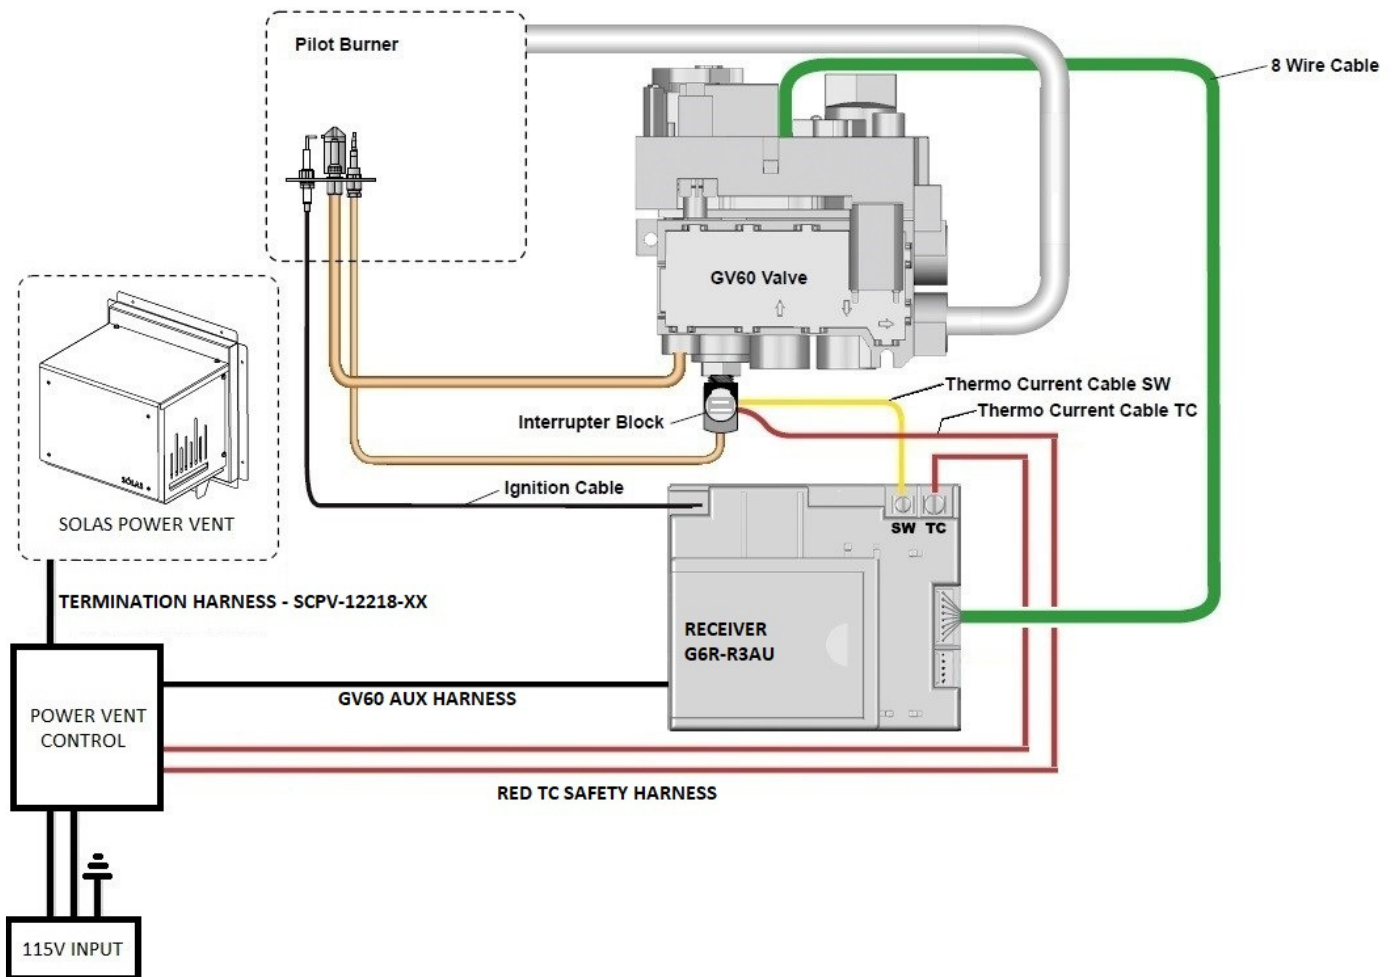 Pilot Burner
8 Wire Cable
GV60 Valve
Thermo Current Cable SW
Thermo Current Cable TC
Interrupter Block
Ignition Cable
SOLAS
SOLAS POWER VENT
SW TC
TERMINATION HARNESS - SCPV-12218-XX
RECEIVER
G6R-R3AU
GV60 AUX HARNESS
POWER VENT
CONTROL
RED TC SAFETY HARNESS
115V INPUT